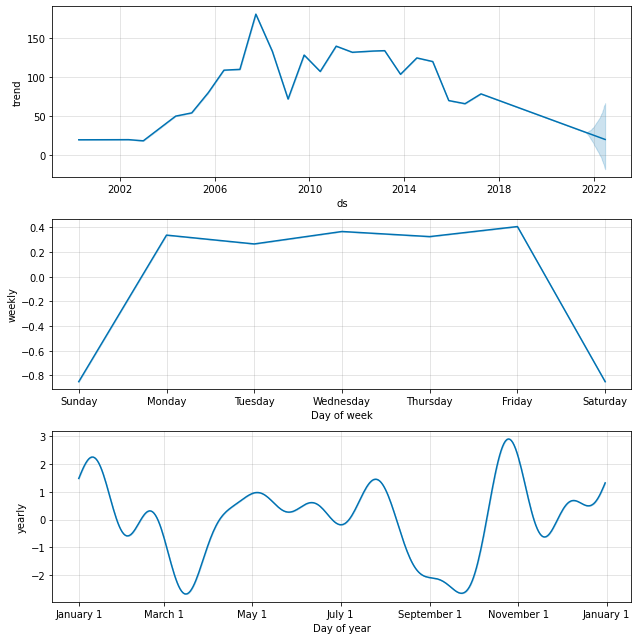 trend
150
100
50
0
2002 2006 2010 2014 2018 2022
ds
weekly
0.4
0.2
0.0
−0.2
−0.4
−0.6
−0.8
Sunday Monday Tuesday Wednesday Thursday Friday Saturday
Day of week
yearly
3
2
1
0
−1
−2
January 1 March 1 May 1 July 1 September 1 November 1 January 1
Day of year